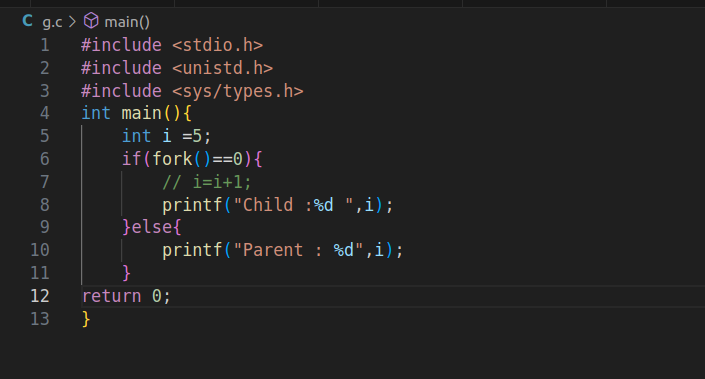 C g.c > main()
1 #include <stdio.h>
2 #include <unistd.h>
3 #include <sys/types.h>
4 int main(){
5     int i =5;
6     if(fork()==0){
7         // i=i+1;
8         printf("Child :%d ",i);
9     }else{
10         printf("Parent : %d",i);
11     }
12 return 0;
13 }